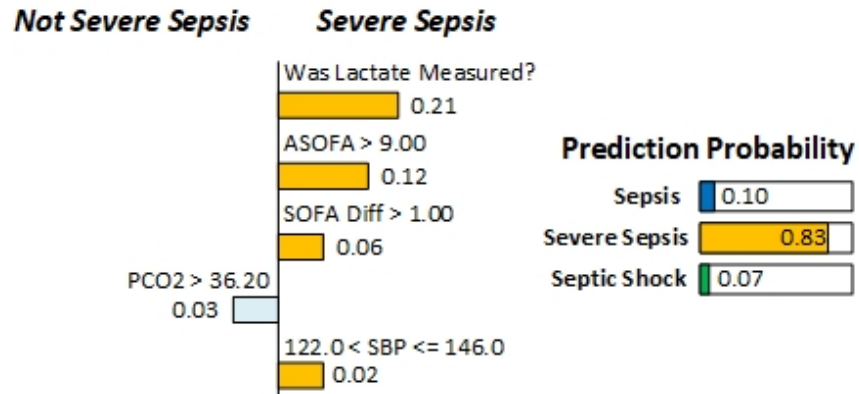 Not Severe Sepsis
Severe Sepsis
Was Lactate Measured?
0.21
ASOFA > 9.00
0.12
SOFA Diff > 1.00
0.06
PCO2 > 36.20
0.03
122.0 < SBP <= 146.0
0.02
Prediction Probability
Sepsis 0.10
Severe Sepsis 0.83
Septic Shock 0.07